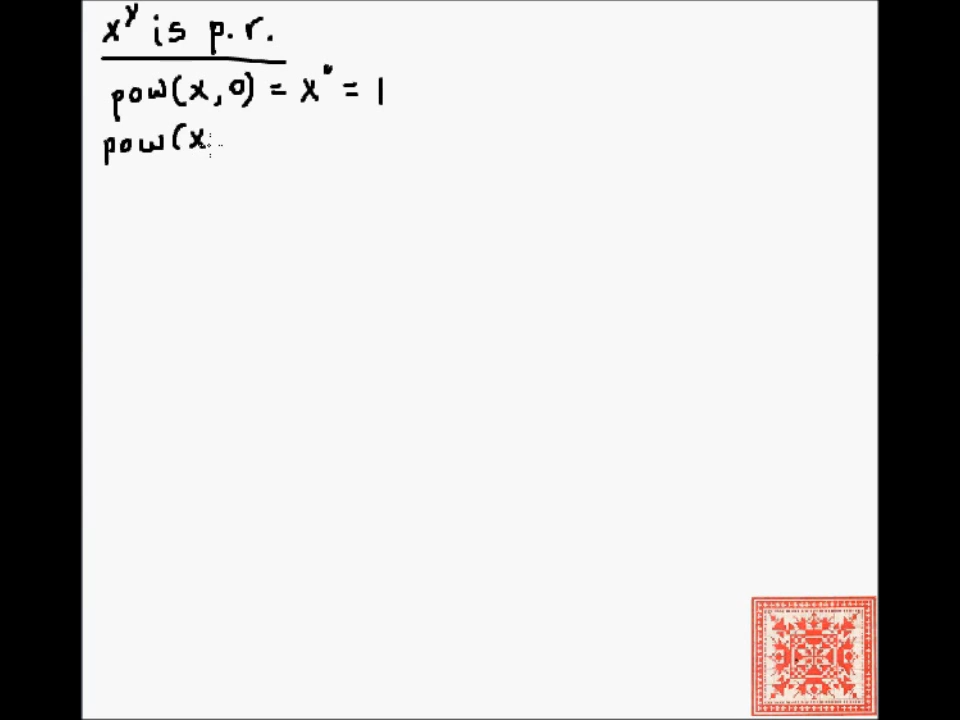 x^y is p.r.
pow(x, 0) = x^0 = 1
pow(x